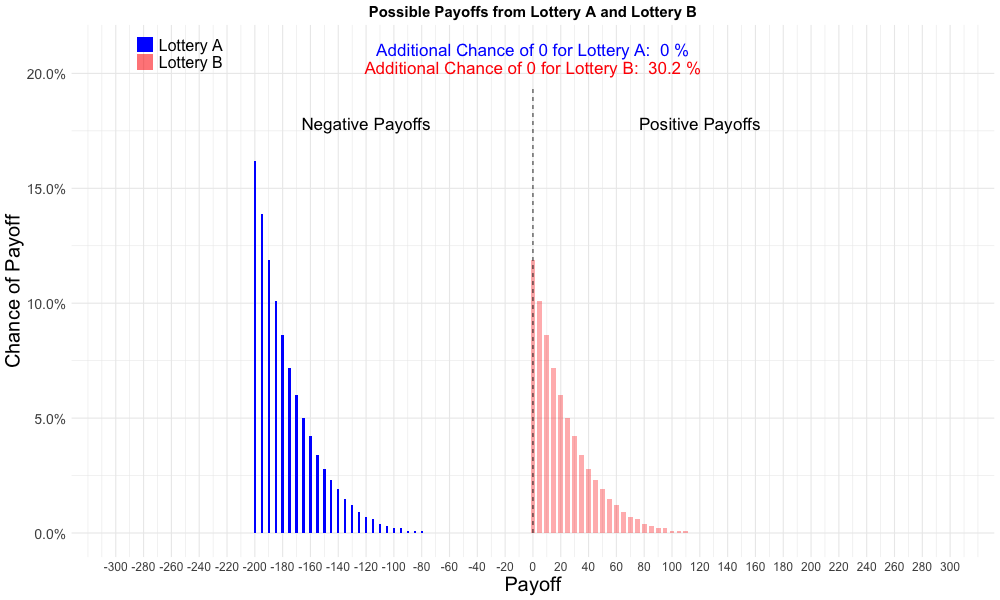 Possible Payoffs from Lottery A and Lottery B
Lottery A
Lottery B
Additional Chance of 0 for Lottery A:  0 %
Additional Chance of 0 for Lottery B:  30.2 %
Negative Payoffs
Positive Payoffs
Chance of Payoff
20.0%
15.0%
10.0%
5.0%
0.0%
-300 -280 -260 -240 -220 -200 -180 -160 -140 -120 -100 -80 -60 -40 -20 0 20 40 60 80 100 120 140 160 180 200 220 240 260 280 300
Payoff